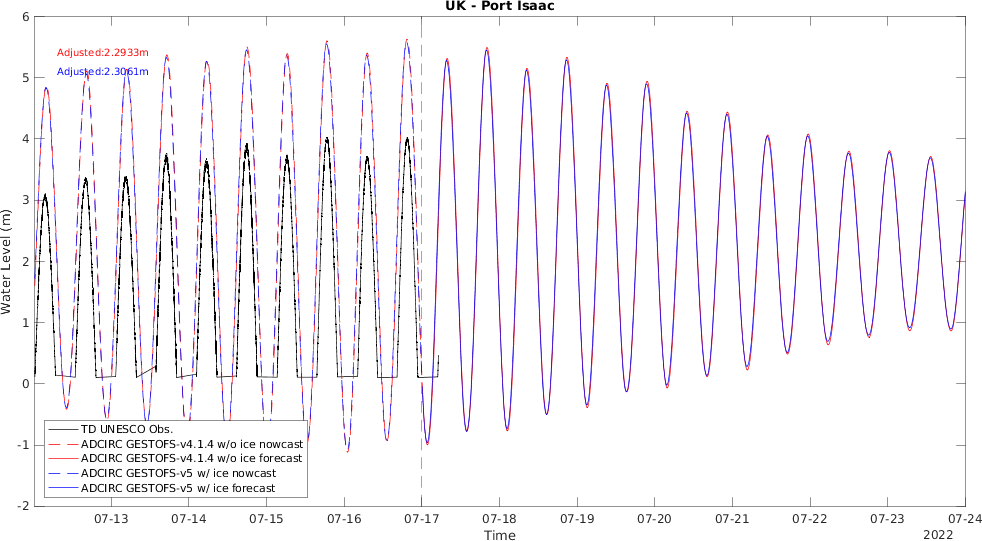 UK - Port Isaac
6
5
4
3
2
1
0
-1
-2
Water Level (m)
Adjusted:2.2933m
Adjusted:2.3061m
TD UNESCO Obs.
ADCIRC GESTOFS-v4.1.4 w/o ice nowcast
ADCIRC GESTOFS-v4.1.4 w/o ice forecast
ADCIRC GESTOFS-v5 w/ ice nowcast
ADCIRC GESTOFS-v5 w/ ice forecast
07-13 07-14 07-15 07-16 07-17 07-18 07-19 07-20 07-21 07-22 07-23 07-24
Time
2022